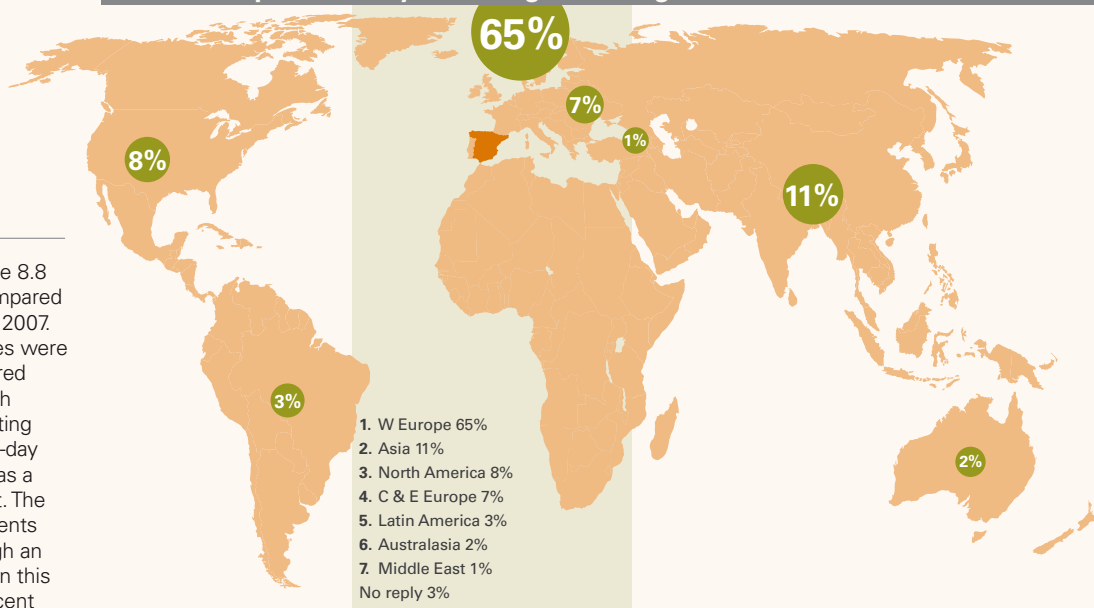 65%
7%
1%
8%
11%
3%
2%
e 8.8
mpared
2007.
es were
red
h
ting
-day
as a
t. The
ents
gh an
n this
cent
1. W Europe 65%
2. Asia 11%
3. North America 8%
4. C & E Europe 7%
5. Latin America 3%
6. Australasia 2%
7. Middle East 1%
No reply 3%